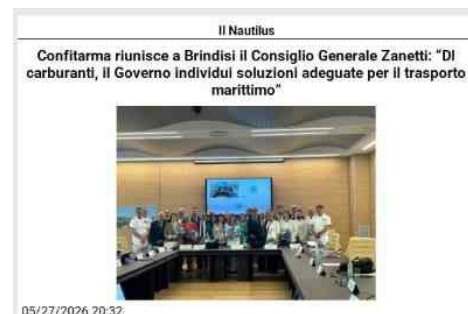 Il Nautilus
Confitarma riunisce a Brindisi il Consiglio Generale Zanetti: “Dl
carburanti, il Governo individui soluzioni adeguate per il trasporto
marittimo”
05/27/2026 20:32